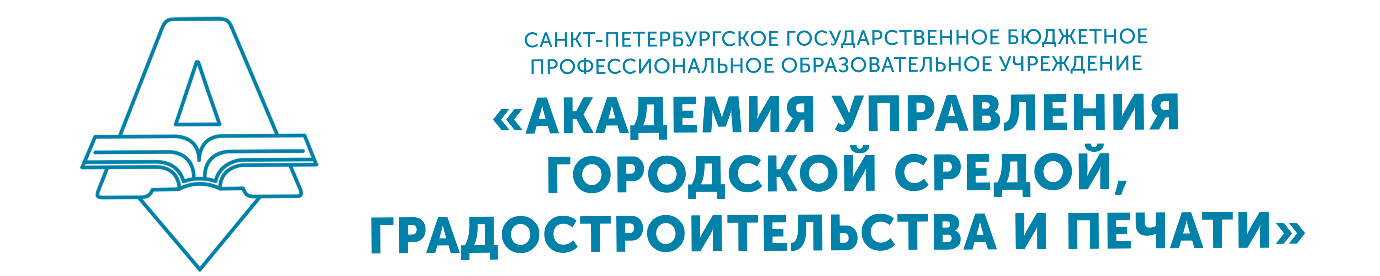 САНКТ-ПЕТЕРБУРГСКОЕ ГОСУДАРСТВЕННОЕ БЮДЖЕТНОЕ
ПРОФЕССИОНАЛЬНОЕ ОБРАЗОВАТЕЛЬНОЕ УЧРЕЖДЕНИЕ
«АКАДЕМИЯ УПРАВЛЕНИЯ
ГОРОДСКОЙ СРЕДОЙ,
ГРАДОСТРОИТЕЛЬСТВА И ПЕЧАТИ»